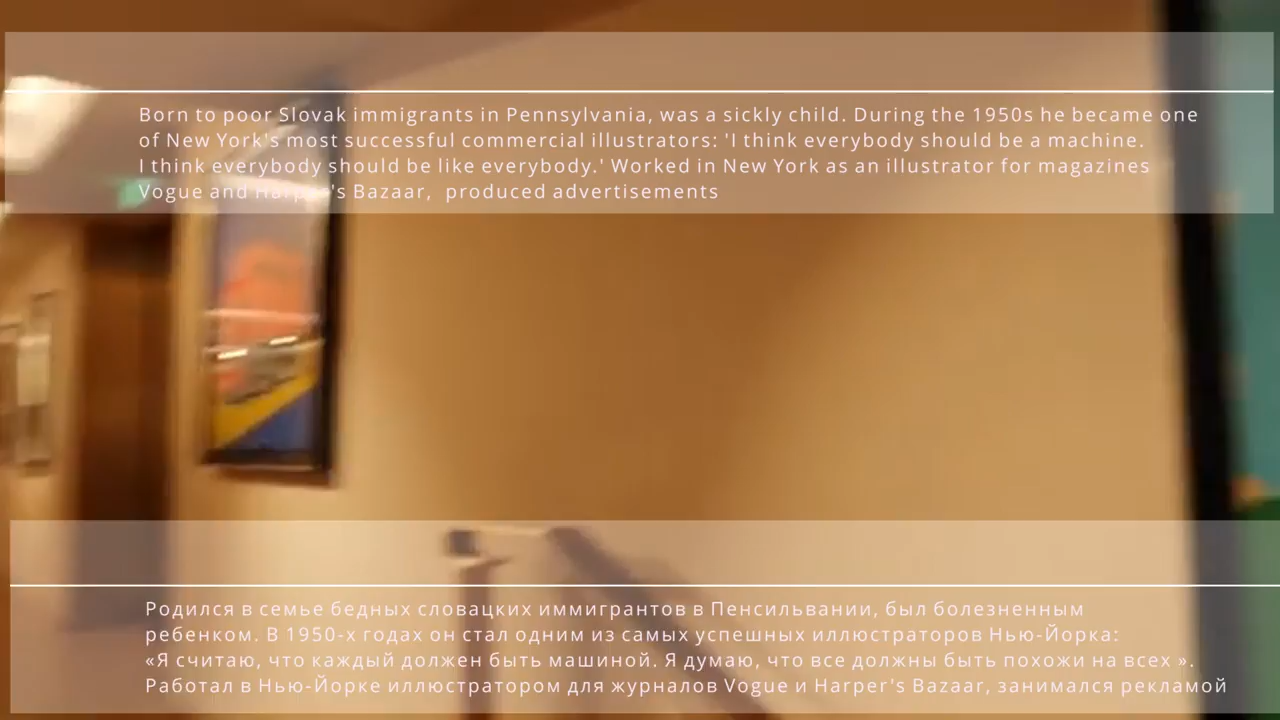 Born to poor Slovak immigrants in Pennsylvania, was a sickly child. During the 1950s he became one
of New York's most successful commercial illustrators: 'I think everybody should be a machine.
I think everybody should be like everybody.' Worked in New York as an illustrator for magazines
Vogue and Harper's Bazaar, produced advertisements
Родился в семье бедных словацких иммигрантов в Пенсильвании, был болезненным
ребенком. В 1950-х годах он стал одним из самых успешных иллюстраторов Нью-Йорка:
«Я считаю, что каждый должен быть машиной. Я думаю, что все должны быть похожи на всех ».
Работал в Нью-Йорке иллюстратором для журналов Vogue и Harper's Bazaar, занимался рекламой